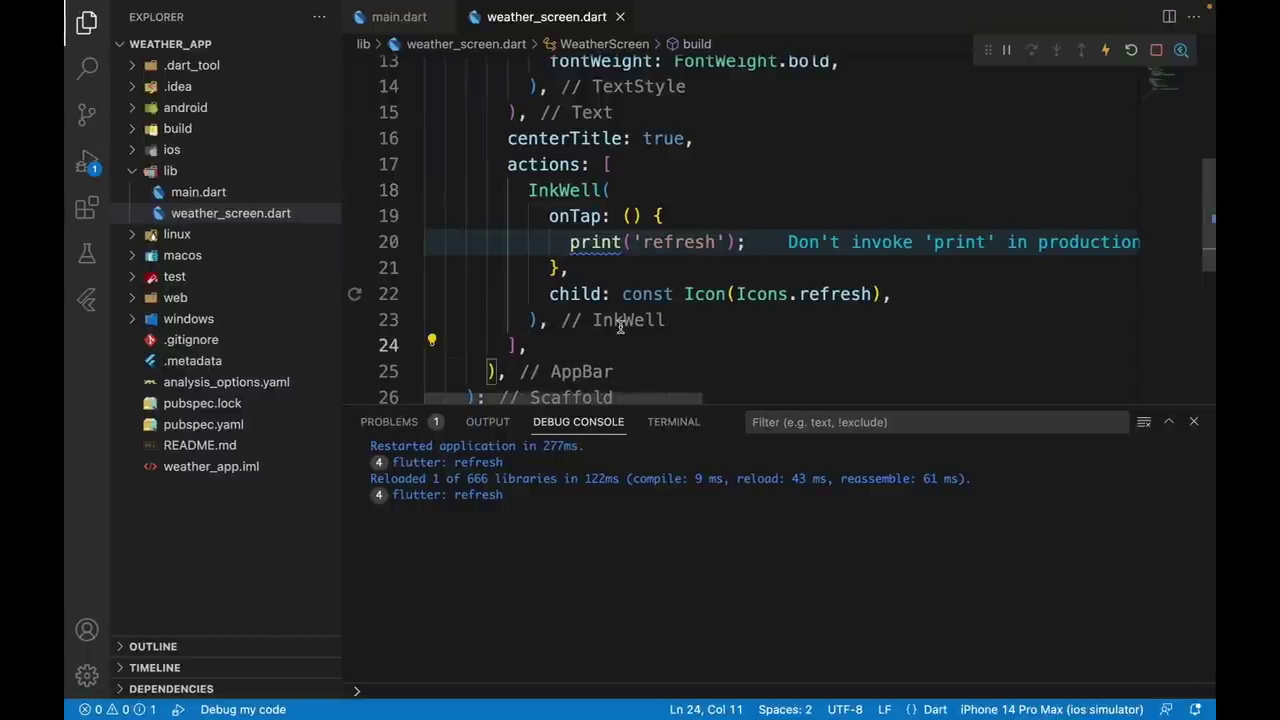 EXPLORER
WEATHER_APP
.dart_tool
.idea
android
build
ios
lib
main.dart
weather_screen.dart
linux
macos
test
web
windows
.gitignore
.metadata
analysis_options.yaml
pubspec.lock
pubspec.yaml
README.md
weather_app.iml
OUTLINE
TIMELINE
DEPENDENCIES
1
main.dart
weather_screen.dart
lib > weather_screen.dart > WeatherScreen > build
13 fontWeight: FontWeight.bold,
14 ), // TextStyle
15 ), // Text
16 centerTitle: true,
17 actions: [
18 InkWell(
19 onTap: () {
20 print('refresh'); Don't invoke 'print' in production
21 },
22 child: const Icon(Icons.refresh),
23 ), // InkWell
24 ],
25 ), // AppBar
26 ); // Scaffold
PROBLEMS 1 OUTPUT DEBUG CONSOLE TERMINAL Filter (e.g. text, !exclude)
Restarted application in 277ms.
4 flutter: refresh
Reloaded 1 of 666 libraries in 122ms (compile: 9 ms, reload: 43 ms, reassemble: 61 ms).
4 flutter: refresh
>
0 0 1 Debug my code Ln 24, Col 11 Spaces: 2 UTF-8 LF {} Dart iPhone 14 Pro Max (ios simulator)